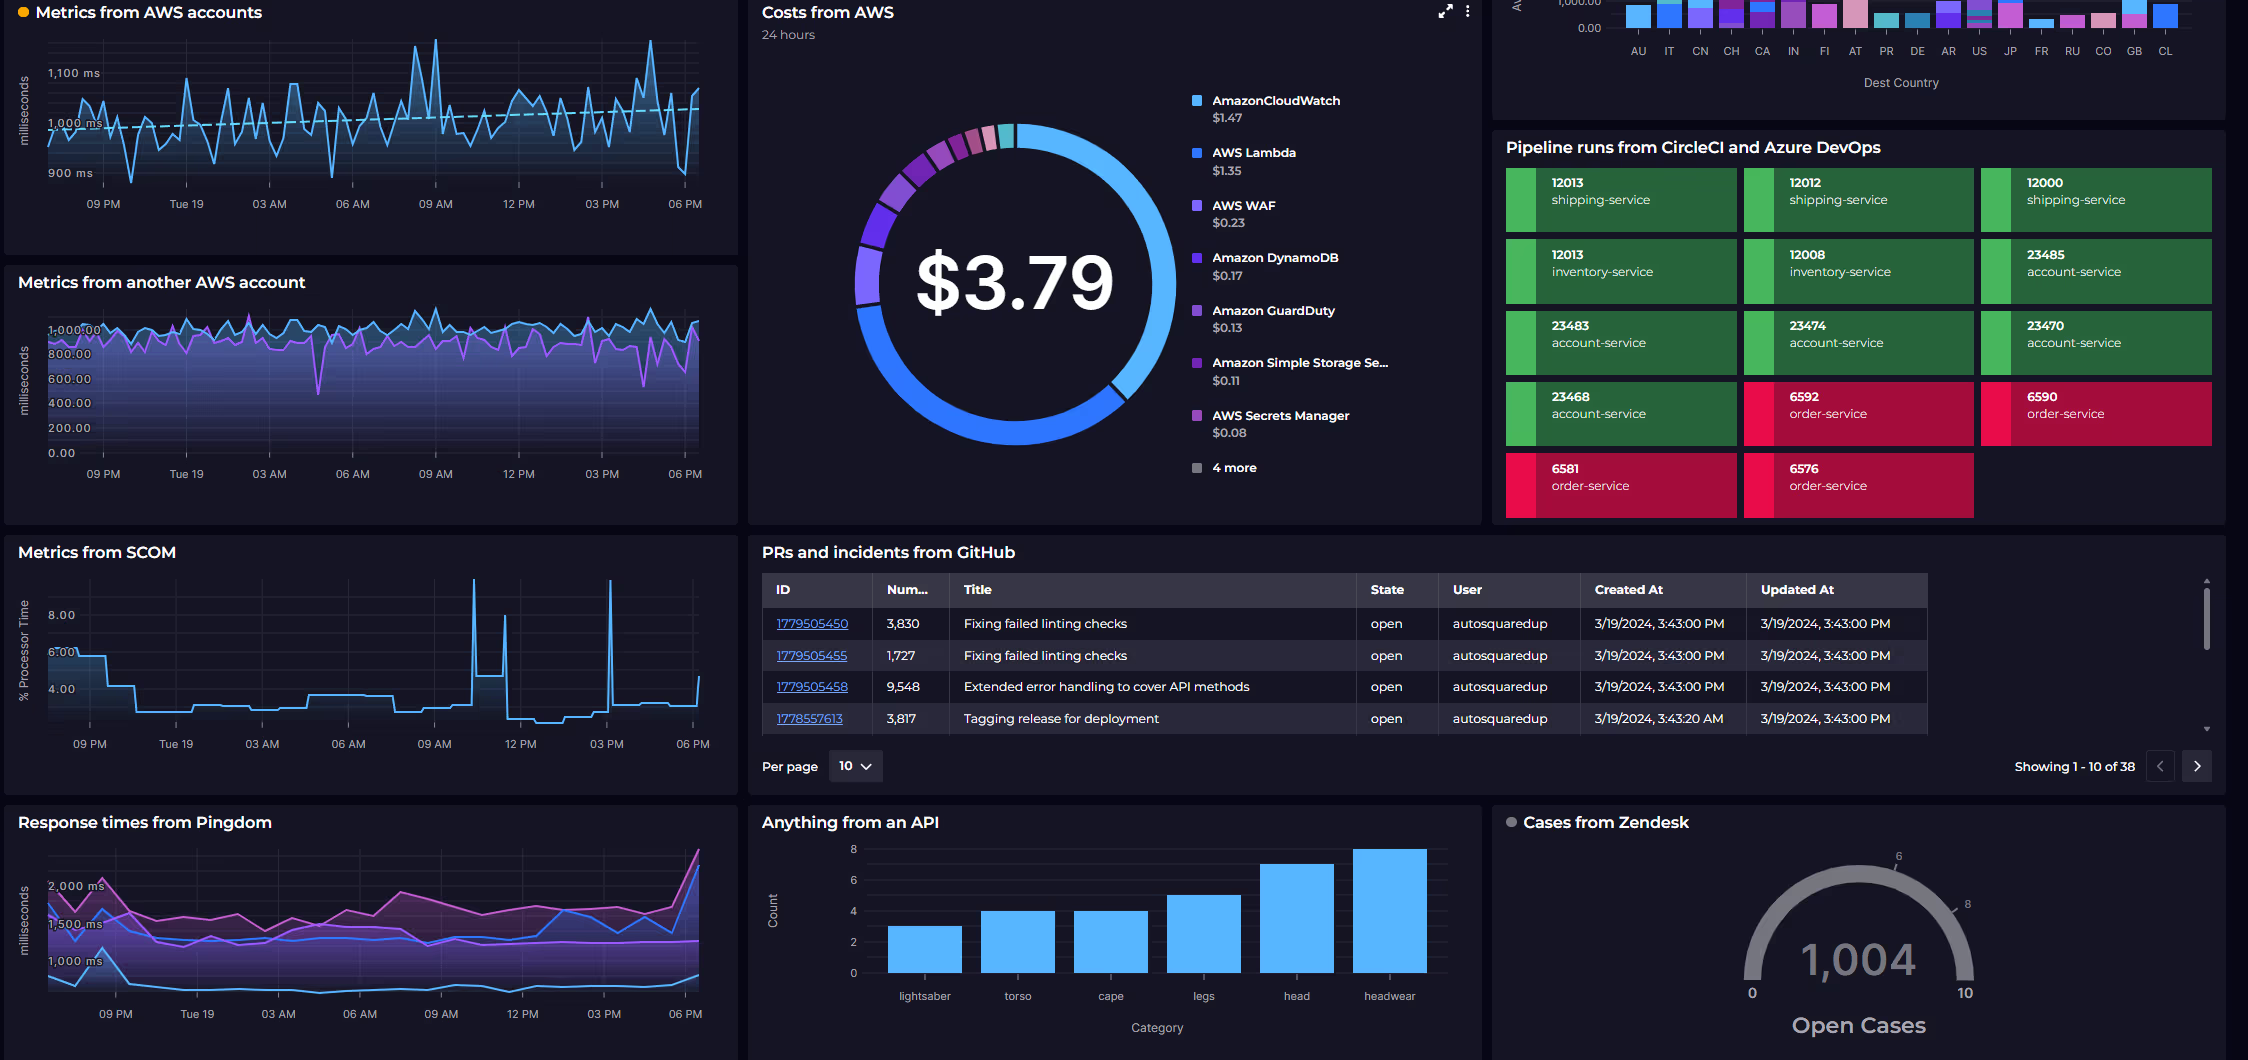 Metrics from AWS accounts
milliseconds
1,100 ms
1,000 ms
900 ms
09 PM
Tue 19
03 AM
06 AM
09 AM
12 PM
03 PM
06 PM
Costs from AWS
24 hours
$3.79
AmazonCloudWatch
$1.47
AWS Lambda
$1.35
AWS WAF
$0.23
Amazon DynamoDB
$0.17
Amazon GuardDuty
$0.13
Amazon Simple Storage Se...
$0.11
AWS Secrets Manager
$0.08
4 more
1,000.00
0.00
AU
IT
CN
CH
CA
IN
FI
AT
PR
DE
AR
US
JP
FR
RU
CO
GB
CL
Dest Country
Metrics from another AWS account
milliseconds
1,000.00
800.00
600.00
400.00
200.00
0.00
09 PM
Tue 19
03 AM
06 AM
09 AM
12 PM
03 PM
06 PM
Pipeline runs from CircleCI and Azure DevOps
12013
shipping-service
12012
shipping-service
12000
shipping-service
12013
inventory-service
12008
inventory-service
23485
account-service
23483
account-service
23474
account-service
23470
account-service
23468
account-service
6592
order-service
6590
order-service
6581
order-service
6576
order-service
Metrics from SCOM
% Processor Time
8.00
6.00
4.00
09 PM
Tue 19
03 AM
06 AM
09 AM
12 PM
03 PM
06 PM
PRs and incidents from GitHub
ID Num... Title State User Created At Updated At
1779505450 3,830 Fixing failed linting checks open autosquaredup 3/19/2024, 3:43:00 PM 3/19/2024, 3:43:00 PM
1779505455 1,727 Fixing failed linting checks open autosquaredup 3/19/2024, 3:43:00 PM 3/19/2024, 3:43:00 PM
1779505458 9,548 Extended error handling to cover API methods open autosquaredup 3/19/2024, 3:43:00 PM 3/19/2024, 3:43:00 PM
1778557613 3,817 Tagging release for deployment open autosquaredup 3/19/2024, 3:43:20 AM 3/19/2024, 3:43:00 PM
Per page 10
Showing 1 - 10 of 38
Response times from Pingdom
milliseconds
2,000 ms
1,500 ms
1,000 ms
09 PM
Tue 19
03 AM
06 AM
09 AM
12 PM
03 PM
06 PM
Anything from an API
Count
8
6
4
2
0
lightsaber
torso
cape
legs
head
headwear
Category
Cases from Zendesk
6
8
1,004
0
10
Open Cases